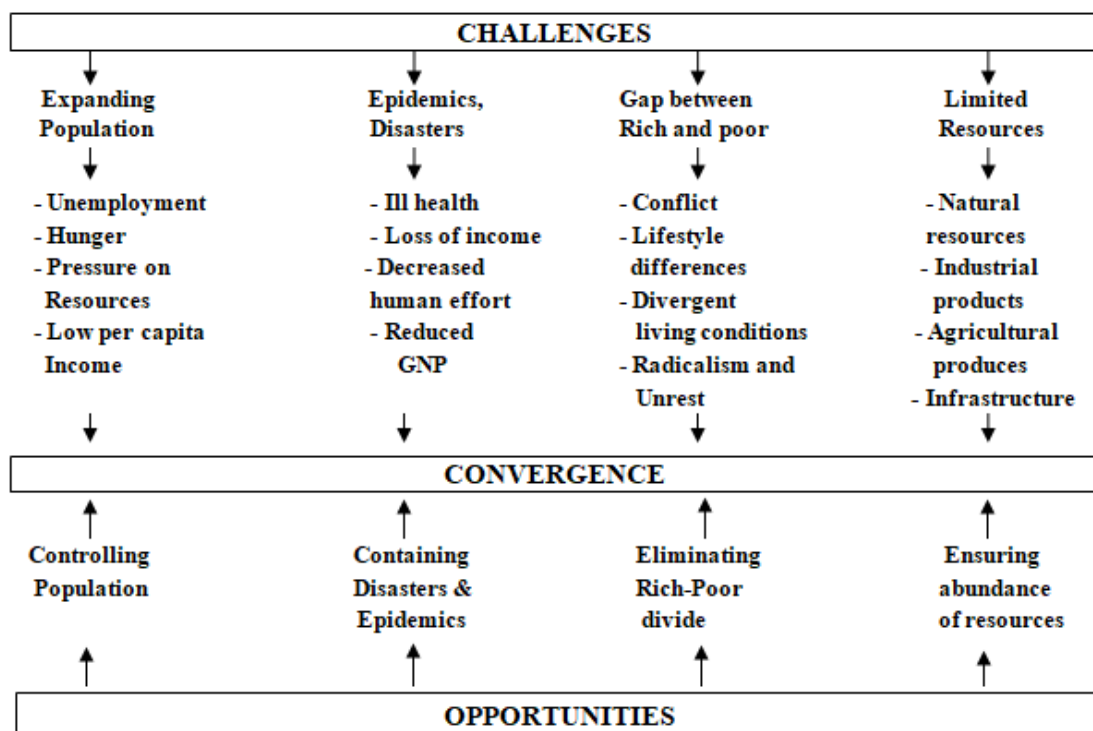 CHALLENGES
Expanding
Population
Epidemics,
Disasters
Gap between
Rich and poor
Limited
Resources
- Unemployment
- Hunger
- Pressure on
Resources
- Low per capita
Income
- Ill health
- Loss of income
- Decreased
human effort
- Reduced
GNP
- Conflict
- Lifestyle
differences
- Divergent
living conditions
- Radicalism and
Unrest
- Natural
resources
- Industrial
products
- Agricultural
produces
- Infrastructure
CONVERGENCE
Controlling
Population
Containing
Disasters &
Epidemics
Eliminating
Rich-Poor
divide
Ensuring
abundance
of resources
OPPORTUNITIES